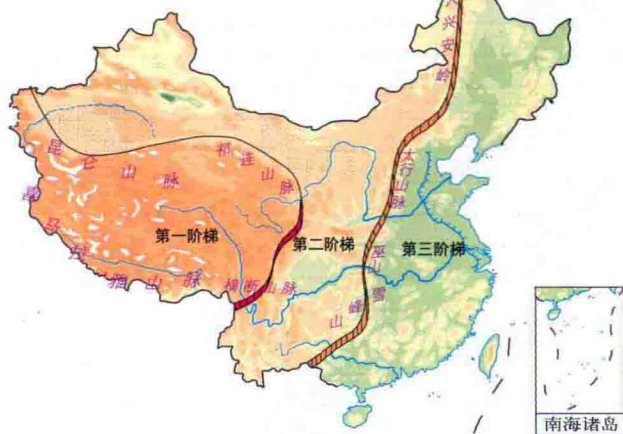 大兴安岭
昆仑山脉
祁连山脉
太行山脉
喜马拉雅山脉
第一阶梯
第二阶梯
第三阶梯
横断山脉
巫山
雪峰山
南海诸岛